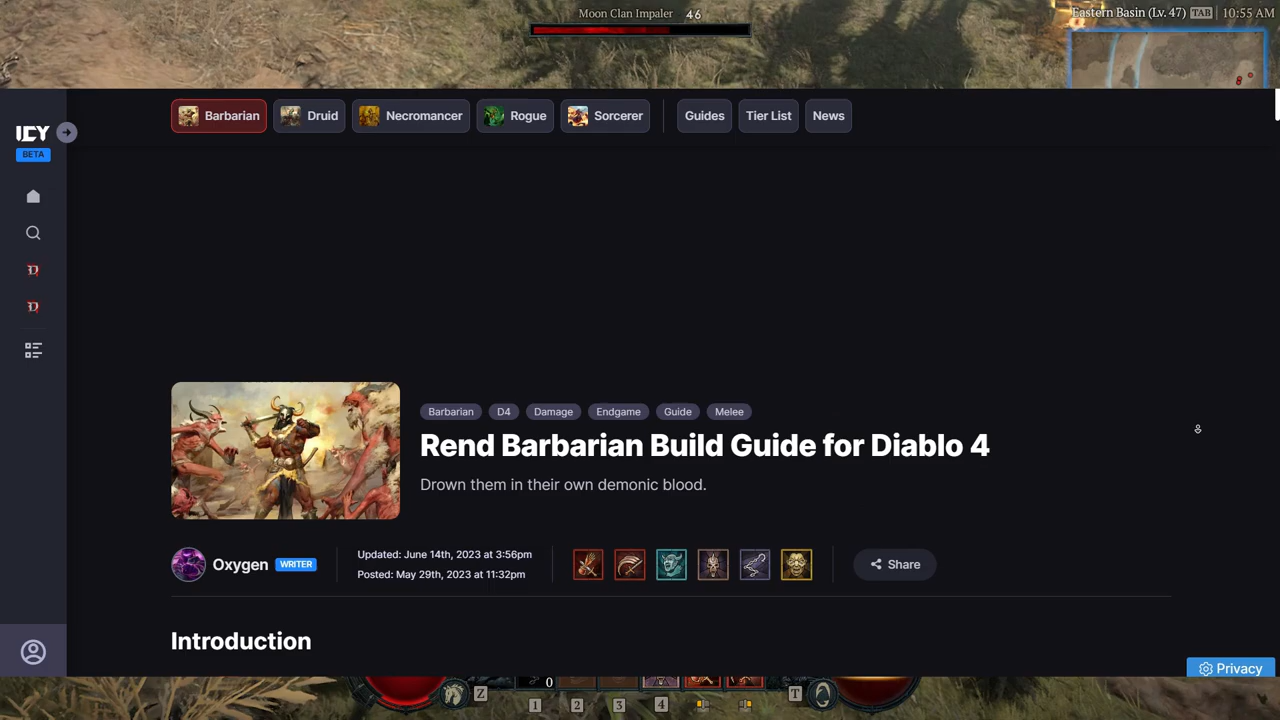 Moon Clan Impaler 46
Eastern Basin (Lv. 47) TAB 10:55 AM
ICY
BETA
Barbarian Druid Necromancer Rogue Sorcerer Guides Tier List News
Barbarian D4 Damage Endgame Guide Melee
Rend Barbarian Build Guide for Diablo 4
Drown them in their own demonic blood.
Oxygen WRITER
Updated: June 14th, 2023 at 3:56pm
Posted: May 29th, 2023 at 11:32pm
Share
Introduction
Privacy
0
Z 1 2 3 4 T